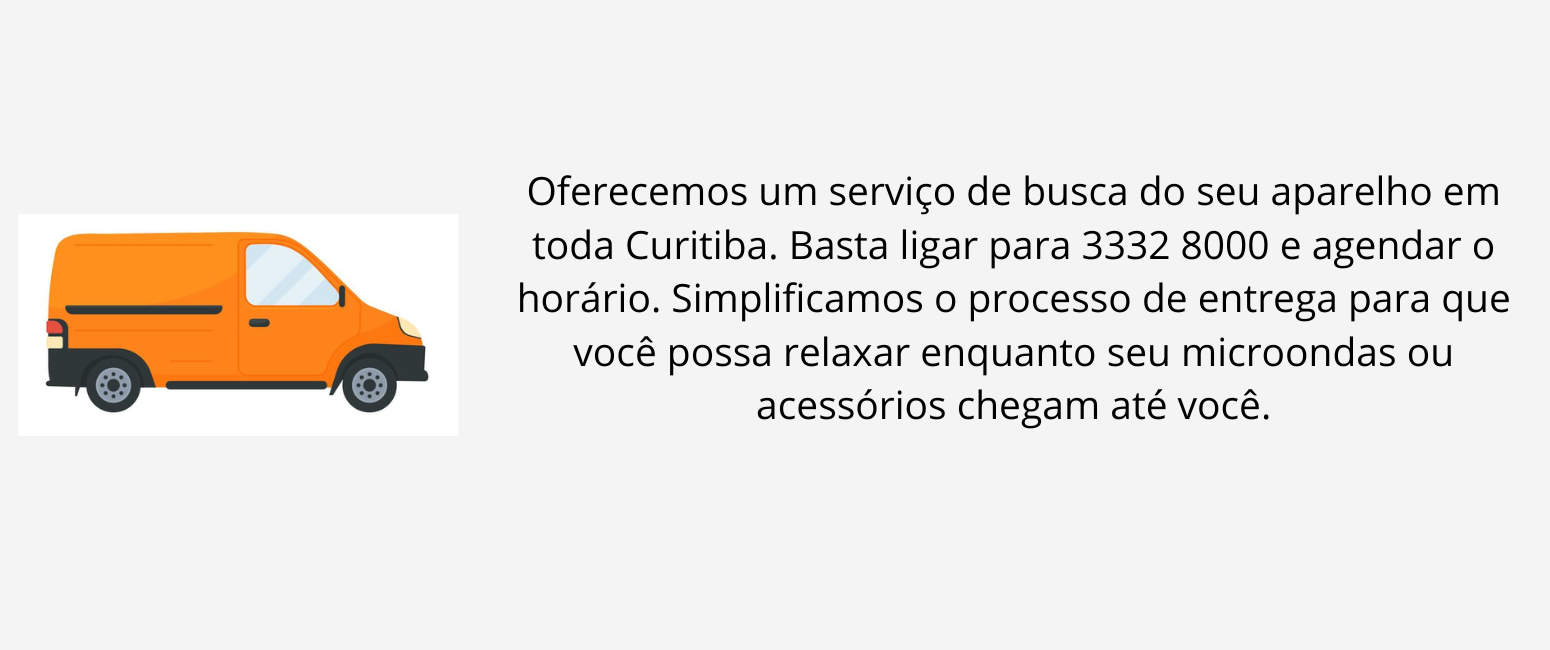 Oferecemos um serviço de busca do seu aparelho em
toda Curitiba. Basta ligar para 3332 8000 e agendar o
horário. Simplificamos o processo de entrega para que
você possa relaxar enquanto seu microondas ou
acessórios chegam até você.